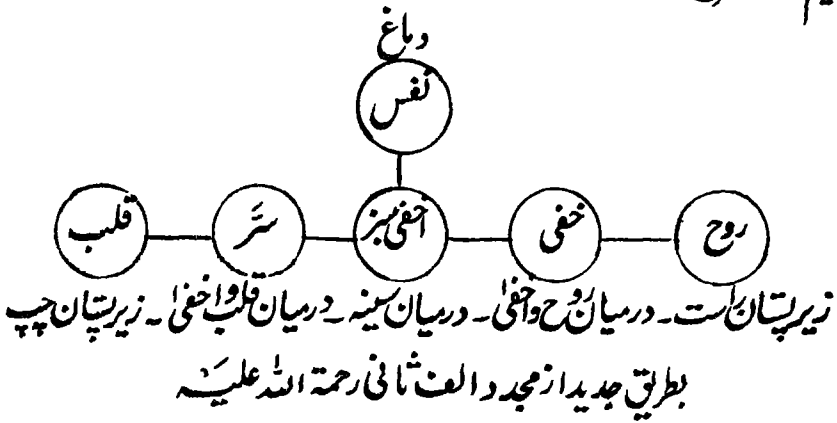 دماغ
نفس
روح خفی اخفی سبز سِّر قلب
زیر پستان راست ۔ درمیان روح و اخفیٰ ۔ درمیان سینہ ۔ درمیان قلب و اخفیٰ ۔ زیر پستان چپ
بطریق جدید از مجدد الف ثانی رحمۃ اللہ علیہ